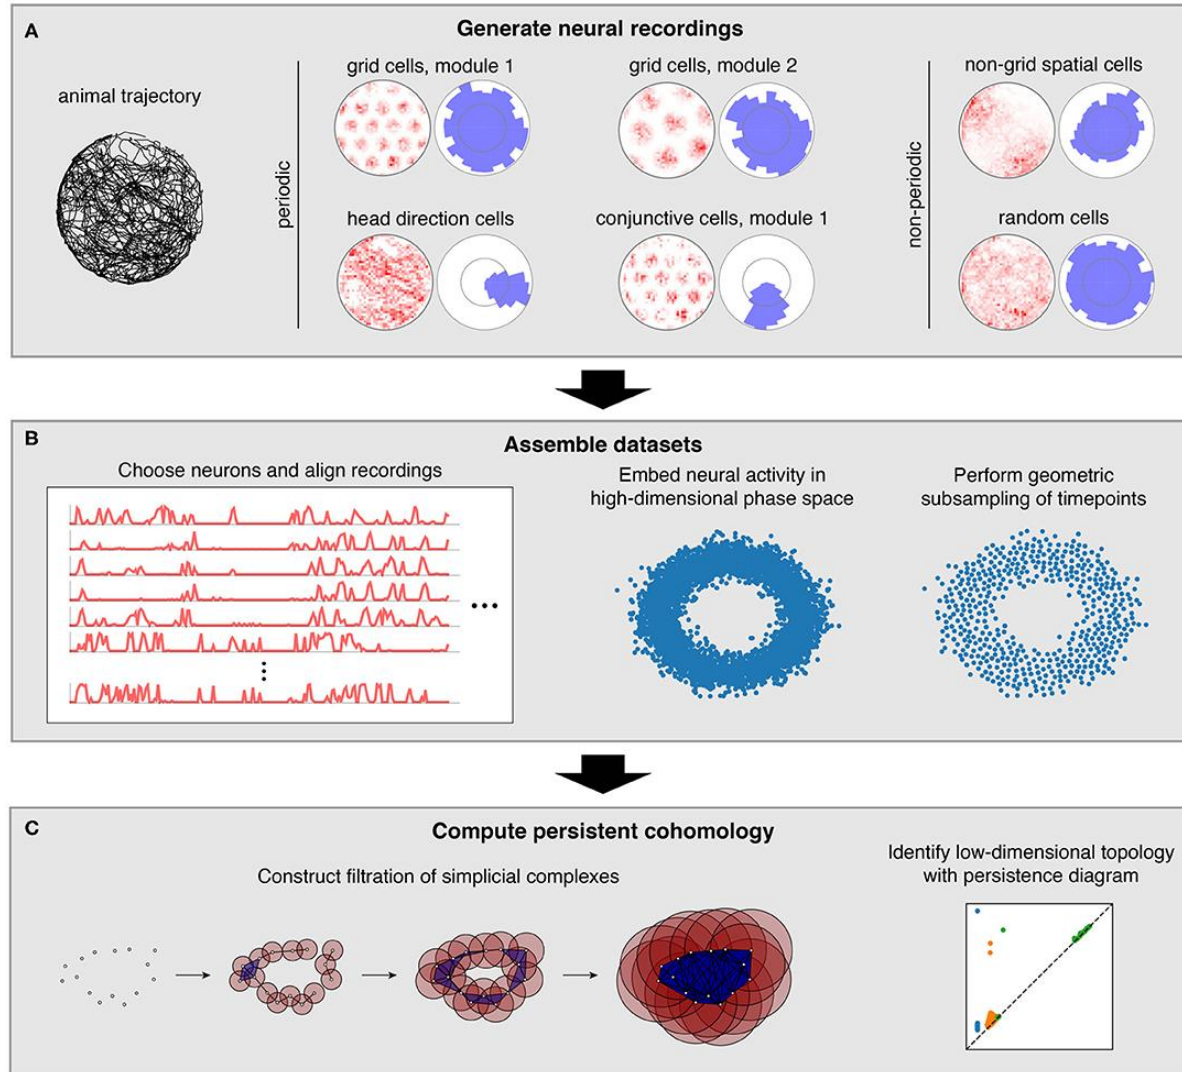 A
Generate neural recordings
animal trajectory
periodic
grid cells, module 1
grid cells, module 2
head direction cells
conjunctive cells, module 1
non-periodic
non-grid spatial cells
random cells
B
Assemble datasets
Choose neurons and align recordings
Embed neural activity in
high-dimensional phase space
Perform geometric
subsampling of timepoints
C
Compute persistent cohomology
Construct filtration of simplicial complexes
Identify low-dimensional topology
with persistence diagram